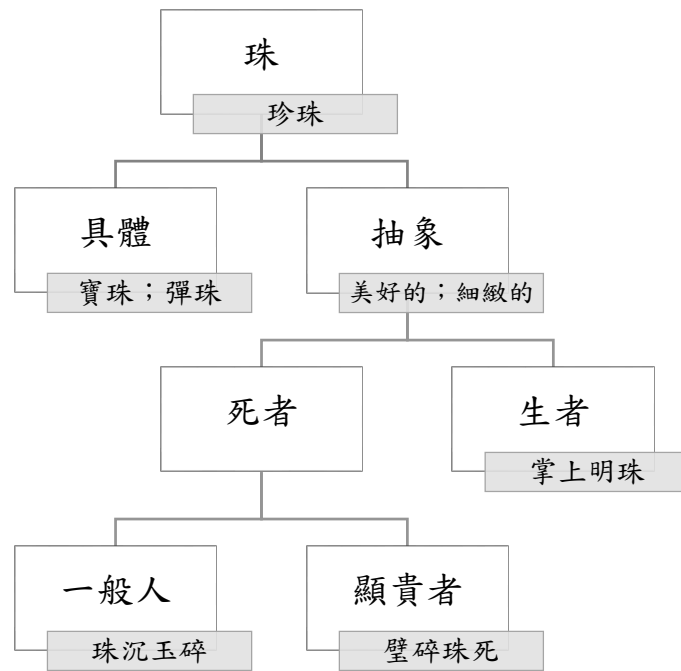 珠
珍珠
具體
寶珠；彈珠
抽象
美好的；細緻的
死者
生者
掌上明珠
一般人
珠沉玉碎
顯貴者
璧碎珠死